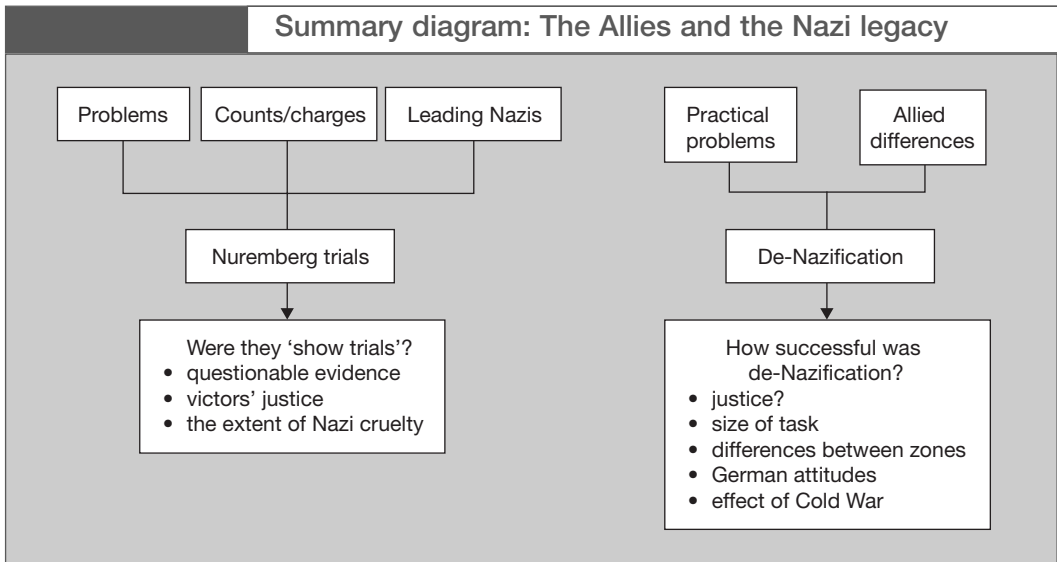 Summary diagram: The Allies and the Nazi legacy
Problems
Counts/charges
Leading Nazis
Nuremberg trials
Were they ‘show trials’?
• questionable evidence
• victors’ justice
• the extent of Nazi cruelty
Practical
problems
Allied
differences
De-Nazification
How successful was
de-Nazification?
• justice?
• size of task
• differences between zones
• German attitudes
• effect of Cold War